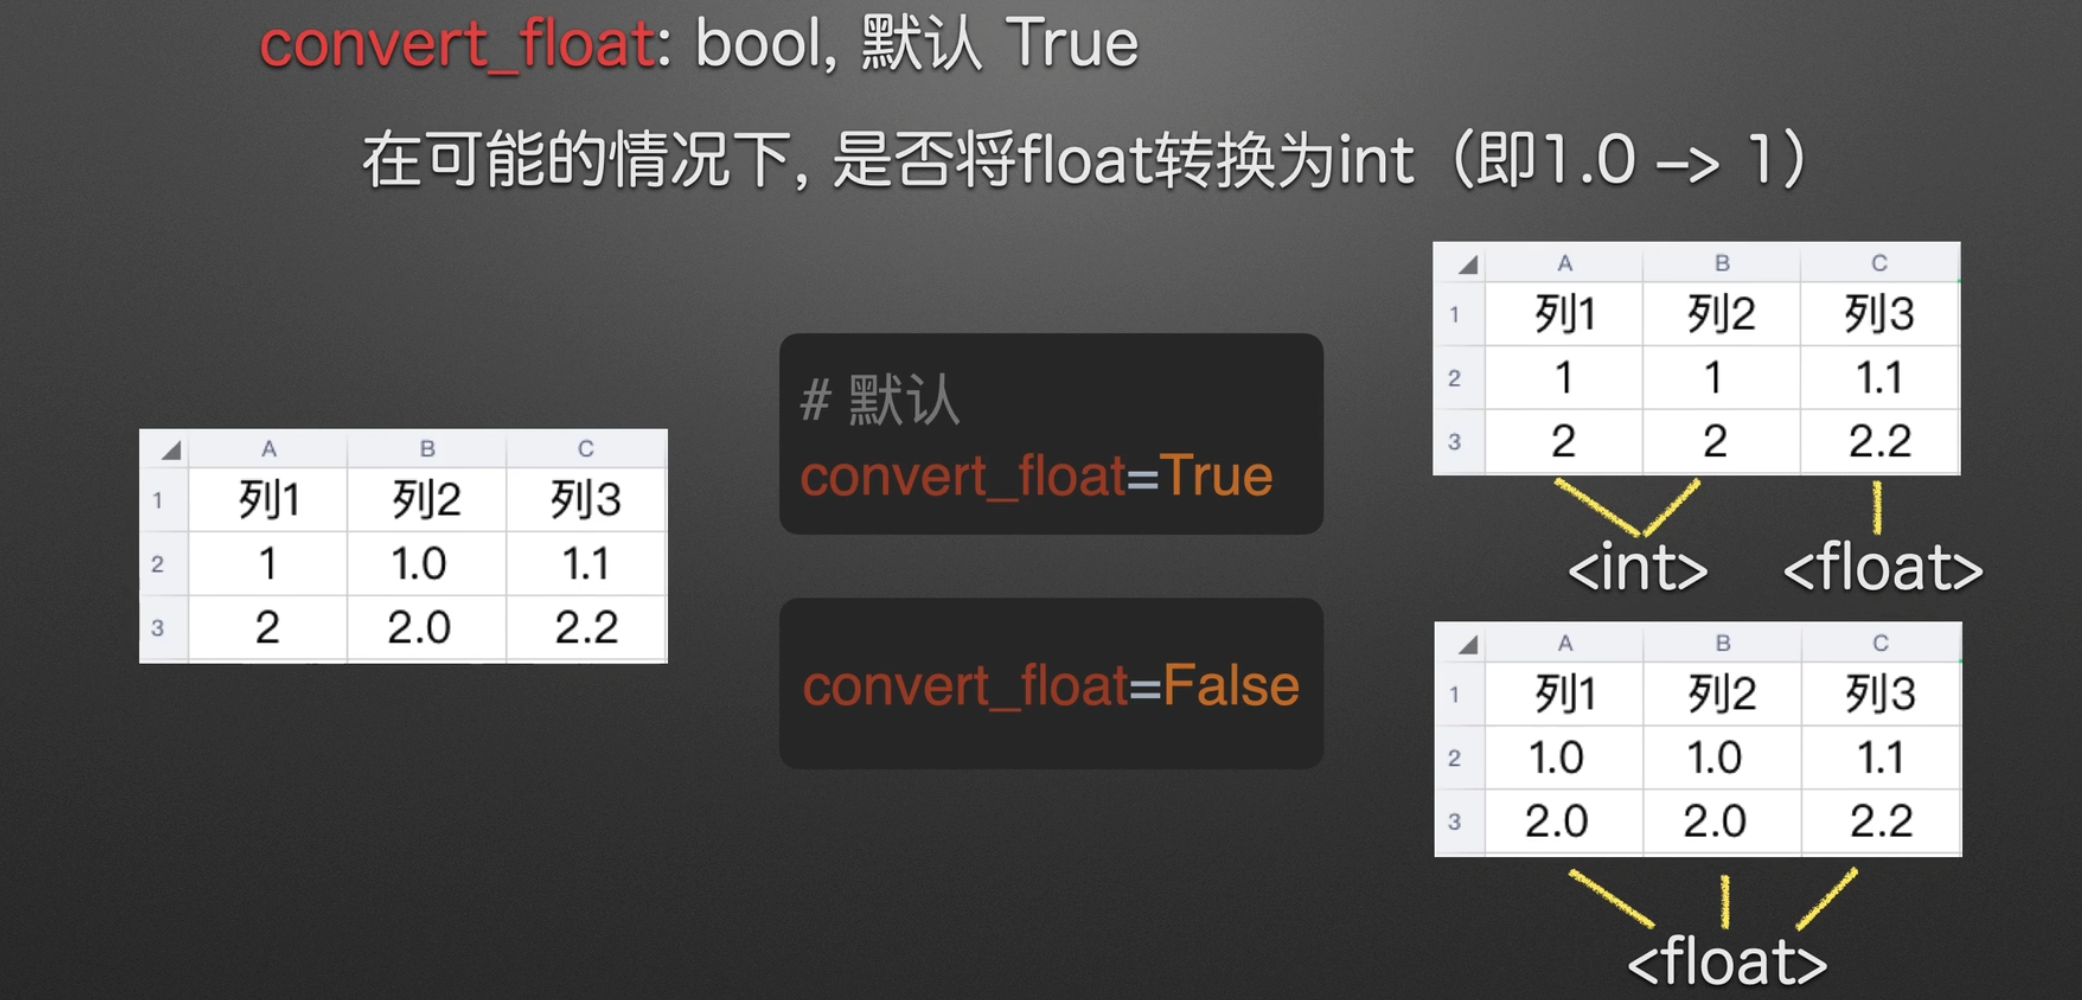 convert_float: bool, 默认 True
在可能的情况下, 是否将float转换为int（即1.0 –> 1）
A B C
1 列1 列2 列3
2 1 1.0 1.1
3 2 2.0 2.2
# 默认
convert_float=True
convert_float=False
A B C
1 列1 列2 列3
2 1 1 1.1
3 2 2 2.2
<int> <float>
A B C
1 列1 列2 列3
2 1.0 1.0 1.1
3 2.0 2.0 2.2
<float>